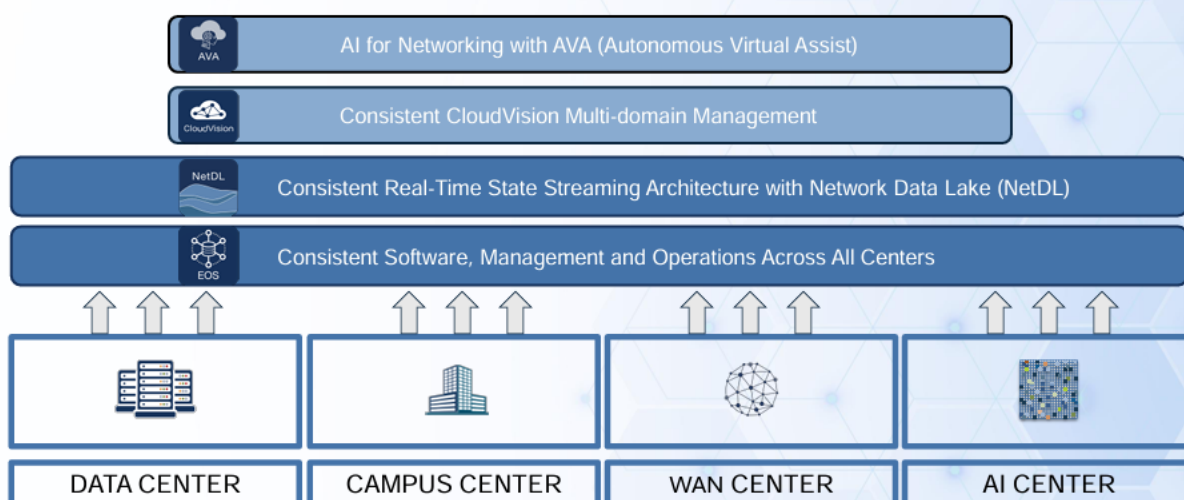 AVA
AI for Networking with AVA (Autonomous Virtual Assist)
CloudVision
Consistent CloudVision Multi-domain Management
NetDL
Consistent Real-Time State Streaming Architecture with Network Data Lake (NetDL)
EOS
Consistent Software, Management and Operations Across All Centers
DATA CENTER
CAMPUS CENTER
WAN CENTER
AI CENTER